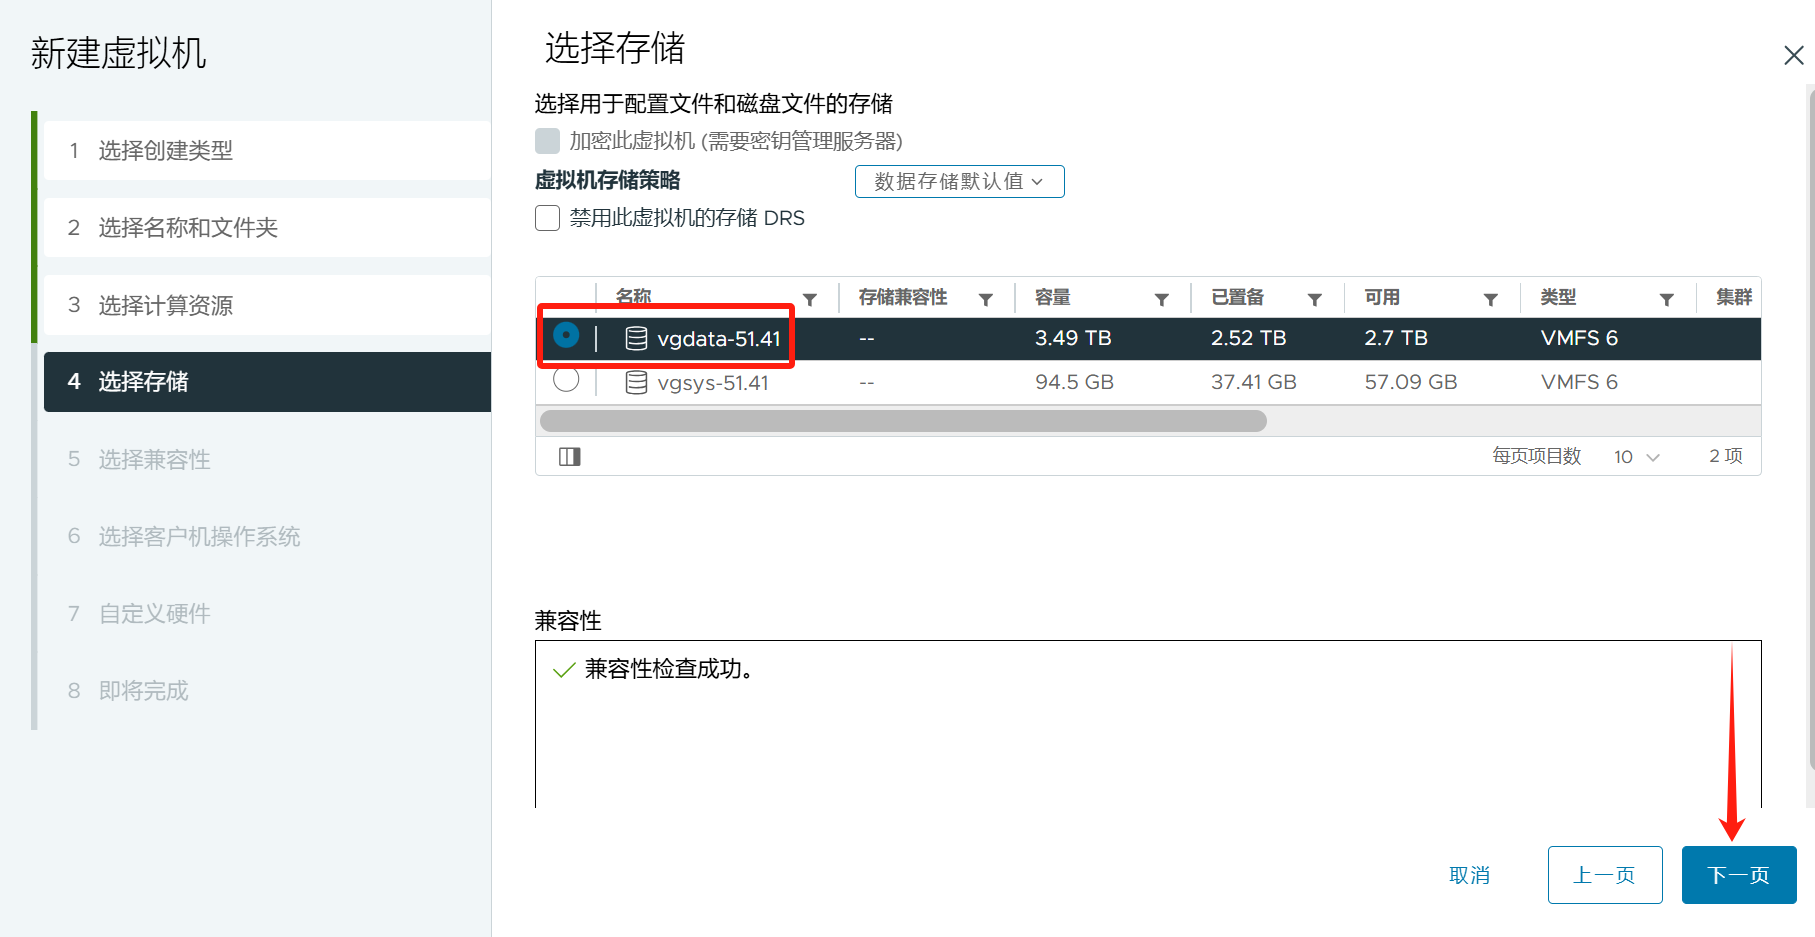 新建虚拟机
1 选择创建类型
2 选择名称和文件夹
3 选择计算资源
4 选择存储
5 选择兼容性
6 选择客户机操作系统
7 自定义硬件
8 即将完成
选择存储
选择用于配置文件和磁盘文件的存储
加密此虚拟机 (需要密钥管理服务器)
虚拟机存储策略 数据存储默认值
禁用此虚拟机的存储 DRS
名称 存储兼容性 容量 已置备 可用 类型 集群
vgdata-51.41 -- 3.49 TB 2.52 TB 2.7 TB VMFS 6
vgsys-51.41 -- 94.5 GB 37.41 GB 57.09 GB VMFS 6
每页项目数 10 2 项
兼容性
兼容性检查成功。
取消 上一页 下一页